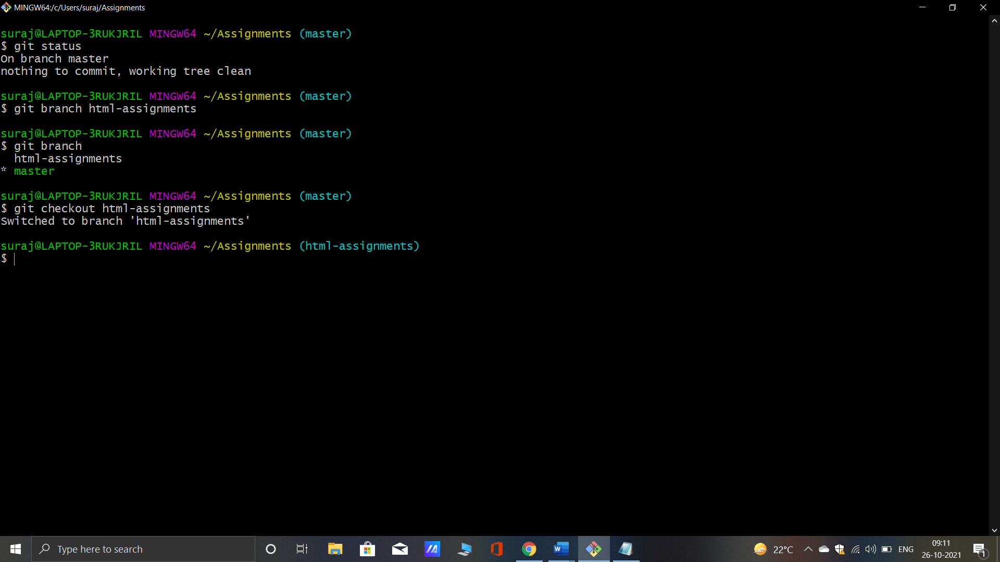 MINGW64:/c/Users/suraj/Assignments
suraj@LAPTOP-3RUKJRIL MINGW64 ~/Assignments (master)
$ git status
On branch master
nothing to commit, working tree clean
suraj@LAPTOP-3RUKJRIL MINGW64 ~/Assignments (master)
$ git branch html-assignments
suraj@LAPTOP-3RUKJRIL MINGW64 ~/Assignments (master)
$ git branch
html-assignments
* master
suraj@LAPTOP-3RUKJRIL MINGW64 ~/Assignments (master)
$ git checkout html-assignments
Switched to branch 'html-assignments'
suraj@LAPTOP-3RUKJRIL MINGW64 ~/Assignments (html-assignments)
$
Type here to search
22°C
ENG
09:11
26-10-2021
1